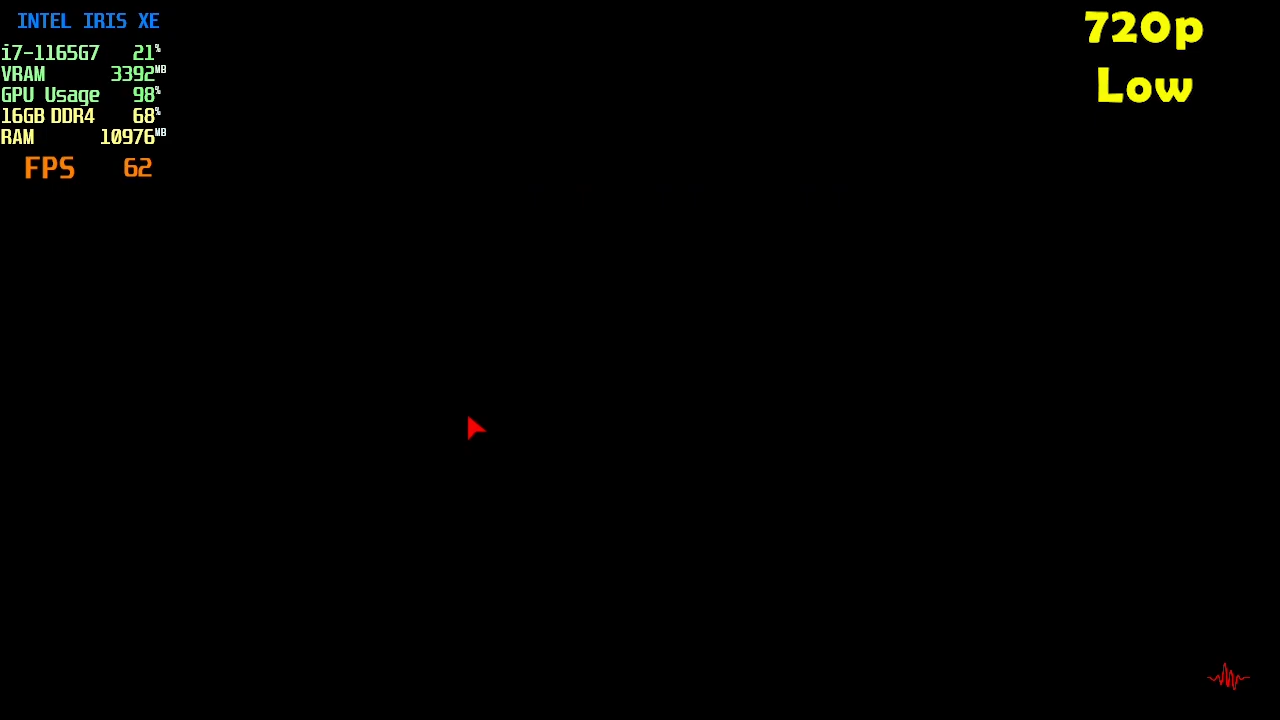 INTEL IRIS XE
i7-1165G7 21%
VRAM 3392MB
GPU Usage 98%
16GB DDR4 68%
RAM 10976MB
FPS 62
720p
Low